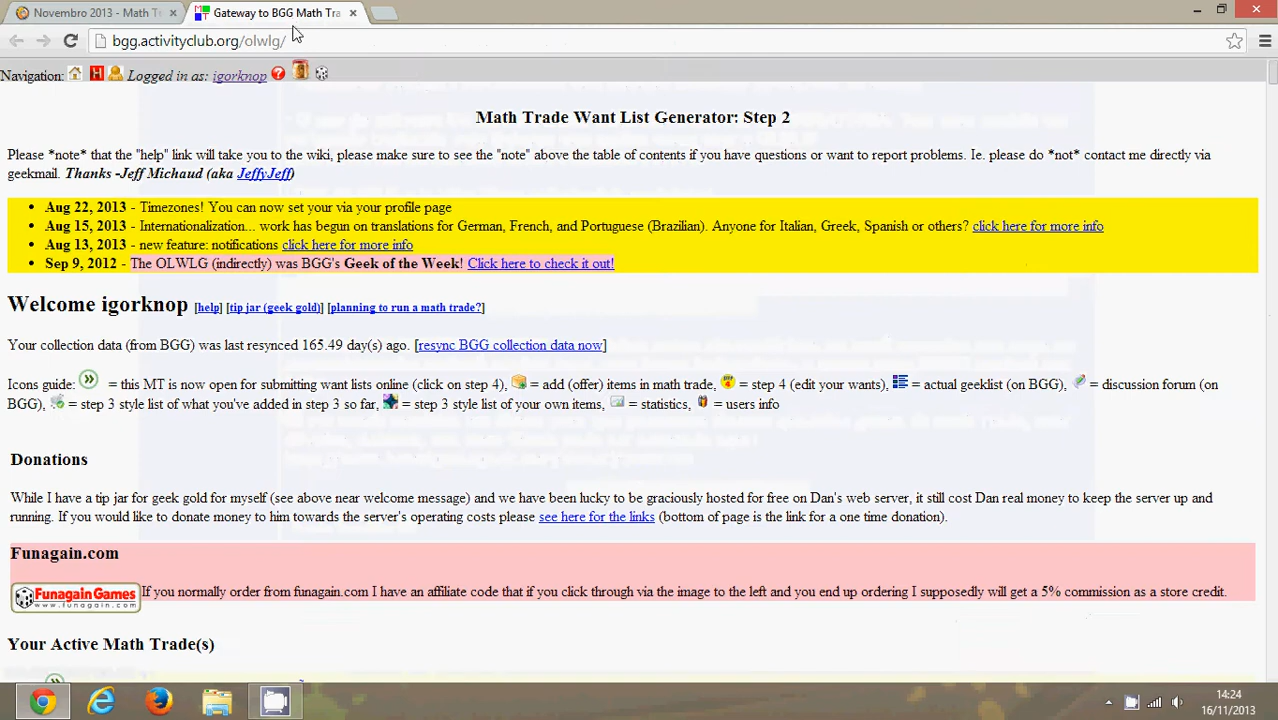 Novembro 2013 - Math T
Gateway to BGG Math Tra
bgg.activityclub.org/olwlg/
Navigation: Logged in as: igorknop
Math Trade Want List Generator: Step 2
Please *note* that the "help" link will take you to the wiki, please make sure to see the "note" above the table of contents if you have questions or want to report problems. Ie. please do *not* contact me directly via
geekmail. Thanks -Jeff Michaud (aka JeffyJeff)
• Aug 22, 2013 - Timezones! You can now set your via your profile page
• Aug 15, 2013 - Internationalization... work has begun on translations for German, French, and Portuguese (Brazilian). Anyone for Italian, Greek, Spanish or others? click here for more info
• Aug 13, 2013 - new feature: notifications click here for more info
• Sep 9, 2012 - The OLWLG (indirectly) was BGG's Geek of the Week! Click here to check it out!
Welcome igorknop [help] [tip jar (geek gold)] [planning to run a math trade?]
Your collection data (from BGG) was last resynced 165.49 day(s) ago. [resync BGG collection data now]
Icons guide: = this MT is now open for submitting want lists online (click on step 4), = add (offer) items in math trade, = step 4 (edit your wants), = actual geeklist (on BGG), = discussion forum (on
BGG), = step 3 style list of what you've added in step 3 so far, = step 3 style list of your own items, = statistics, = users info
Donations
While I have a tip jar for geek gold for myself (see above near welcome message) and we have been lucky to be graciously hosted for free on Dan's web server, it still cost Dan real money to keep the server up and
running. If you would like to donate money to him towards the server's operating costs please see here for the links (bottom of page is the link for a one time donation).
Funagain.com
Funagain Games
www.funagain.com
If you normally order from funagain.com I have an affiliate code that if you click through via the image to the left and you end up ordering I supposedly will get a 5% commission as a store credit.
Your Active Math Trade(s)
14:24
16/11/2013